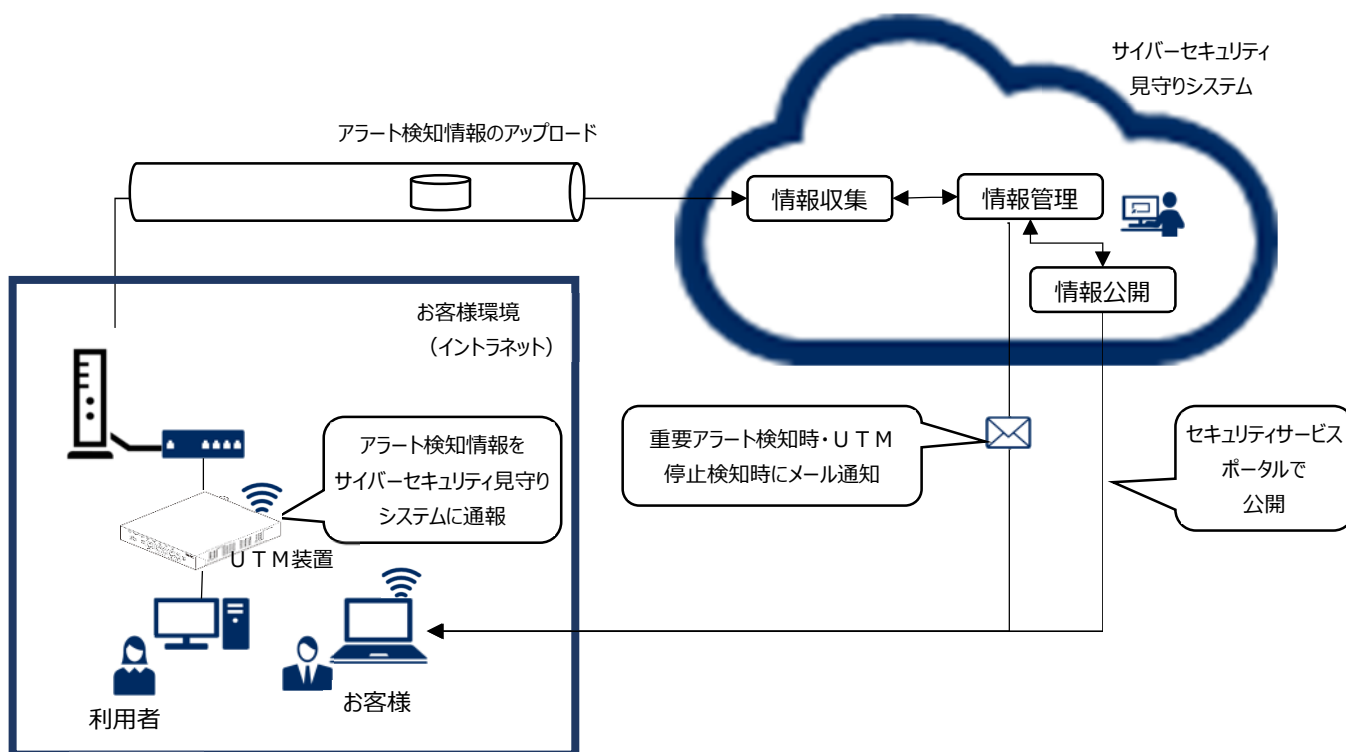 サイバーセキュリティ
見守りシステム
アラート検知情報のアップロード
情報収集
情報管理
情報公開
お客様環境
（イントラネット）
アラート検知情報を
サイバーセキュリティ見守り
システムに通報
重要アラート検知時・ＵＴＭ
停止検知時にメール通知
セキュリティサービス
ポータルで
公開
ＵＴＭ装置
利用者
お客様